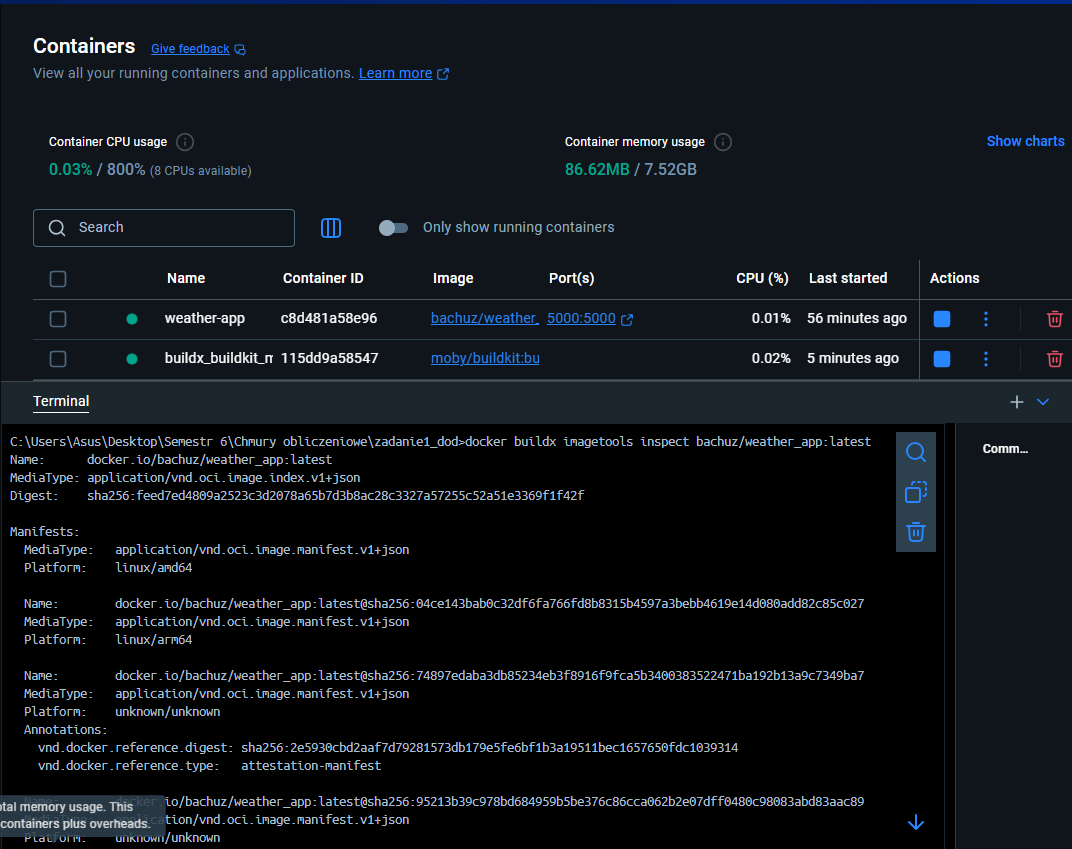 Containers Give feedback
View all your running containers and applications. Learn more
Container CPU usage
0.03% / 800% (8 CPUs available)
Container memory usage
86.62MB / 7.52GB
Show charts
Search
Only show running containers
Name Container ID Image Port(s) CPU (%) Last started Actions
weather-app c8d481a58e96 bachuz/weather_ 5000:5000 0.01% 56 minutes ago
buildx_buildkit_m 115dd9a58547 moby/buildkit:bu 0.02% 5 minutes ago
Terminal
Comm...
C:\Users\Asus\Desktop\Semestr 6\Chmury obliczeniowe\zadanie1_dod>docker buildx imagetools inspect bachuz/weather_app:latest
Name: docker.io/bachuz/weather_app:latest
MediaType: application/vnd.oci.image.index.v1+json
Digest: sha256:feed7ed4809a2523c3d2078a65b7d3b8ac28c3327a57255c52a51e3369f1f42f
Manifests:
MediaType: application/vnd.oci.image.manifest.v1+json
Platform: linux/amd64
Name: docker.io/bachuz/weather_app:latest@sha256:04ce143bab0c32df6fa766fd8b8315b4597a3bebb4619e14d080add82c85c027
MediaType: application/vnd.oci.image.manifest.v1+json
Platform: linux/arm64
Name: docker.io/bachuz/weather_app:latest@sha256:74897edaba3db85234eb3f8916f9fca5b3400383522471ba192b13a9c7349ba7
MediaType: application/vnd.oci.image.manifest.v1+json
Platform: unknown/unknown
Annotations:
vnd.docker.reference.digest: sha256:2e5930cbd2aaf7d79281573db179e5fe6bf1b3a19511bec1657650fdc1039314
vnd.docker.reference.type: attestation-manifest
Name: docker.io/bachuz/weather_app:latest@sha256:95213b39c978bd684959b5be376c86cca062b2e07dff0480c98083abd83aac89
otal memory usage. This
MediaType: application/vnd.oci.image.manifest.v1+json
containers plus overheads.
Platform: unknown/unknown